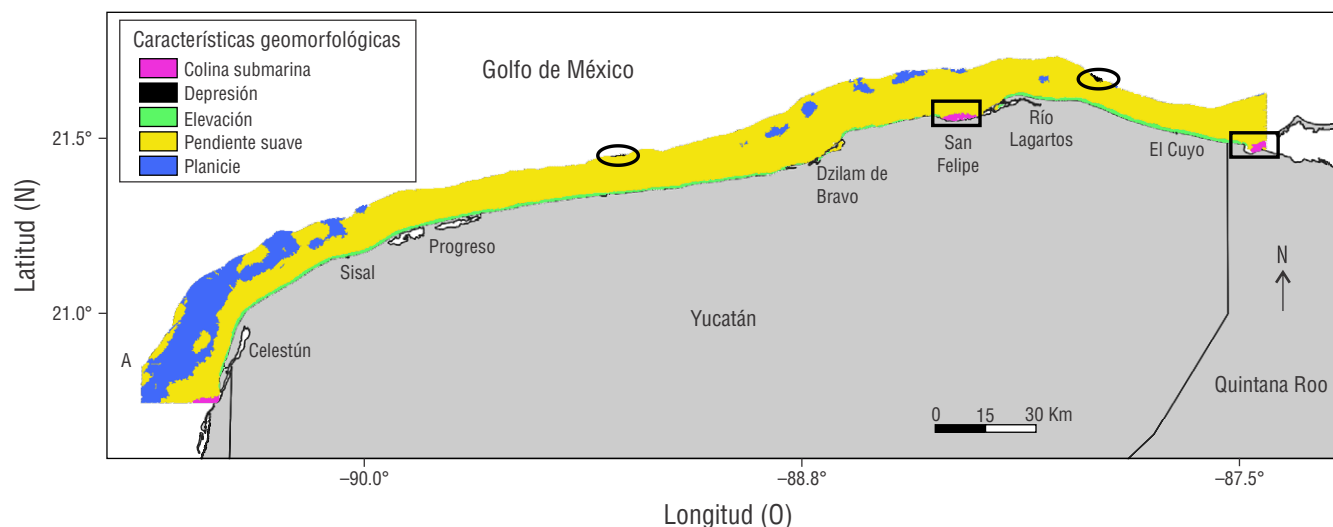 Características geomorfológicas
Colina submarina
Depresión
Elevación
Pendiente suave
Planicie
Golfo de México
21.5°
21.0°
Latitud (N)
A
Celestún
Sisal
Progreso
Dzilam de
Bravo
San
Felipe
Río
Lagartos
El Cuyo
N
Yucatán
Quintana Roo
0 15 30 Km
–90.0° –88.8° –87.5°
Longitud (O)